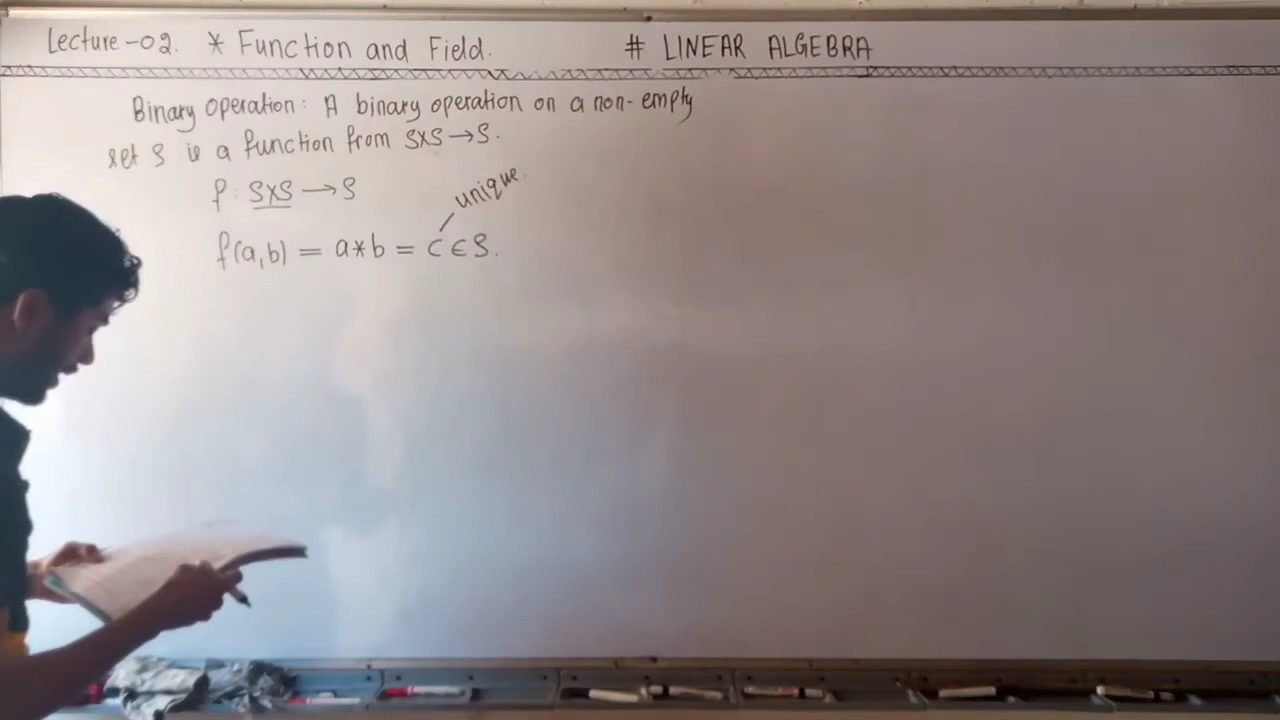 Lecture-02. * Function and Field. # LINEAR ALGEBRA
Binary operation: A binary operation on a non-empty
set S is a function from S×S→S.
f: S×S → S
unique.
f(a,b) = a*b = c∈S.